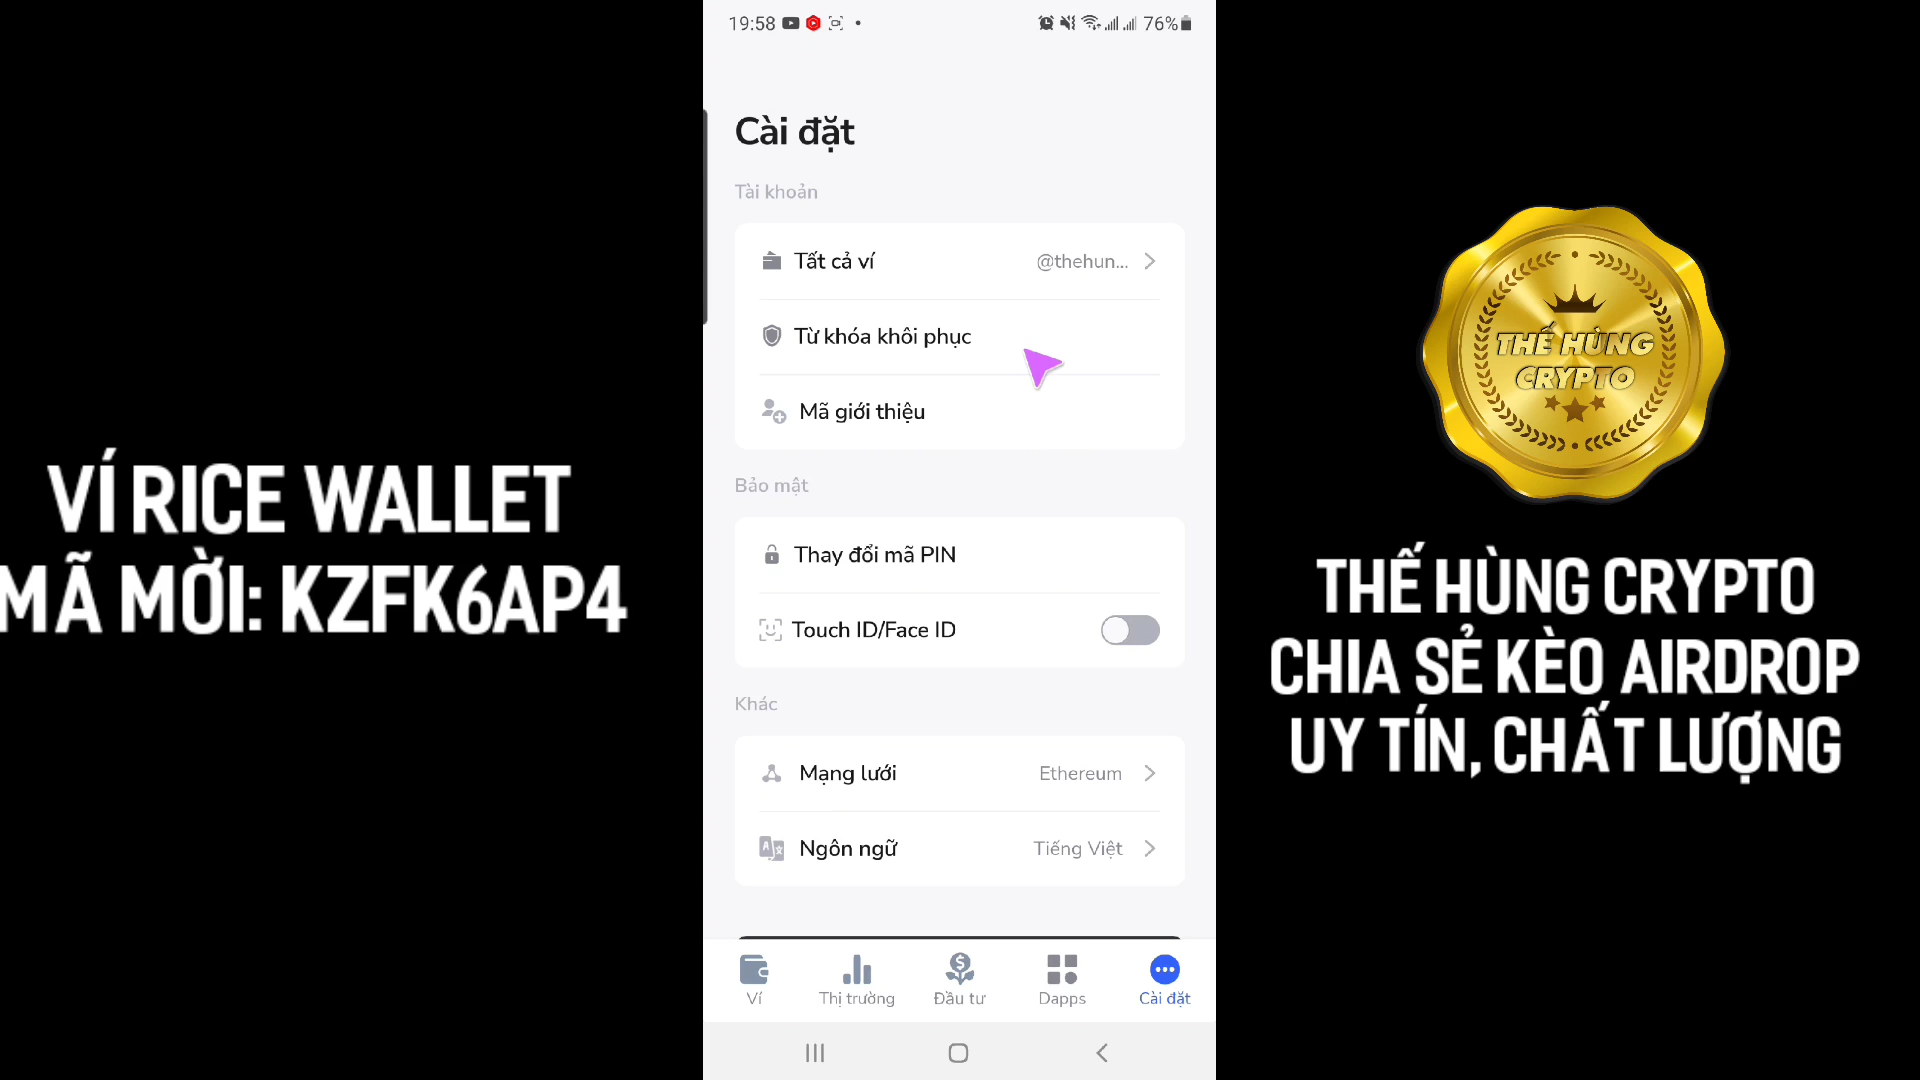 VÍ RICE WALLET
MÃ MỜI: KZFK6AP4
19:58
76%
Cài đặt
Tài khoản
Tất cả ví
@thehun...
Từ khóa khôi phục
Mã giới thiệu
Bảo mật
Thay đổi mã PIN
Touch ID/Face ID
Khác
Mạng lưới
Ethereum
Ngôn ngữ
Tiếng Việt
Ví
Thị trường
Đầu tư
Dapps
Cài đặt
THẾ HÙNG
CRYPTO
THẾ HÙNG CRYPTO
CHIA SẺ KÈO AIRDROP
UY TÍN, CHẤT LƯỢNG